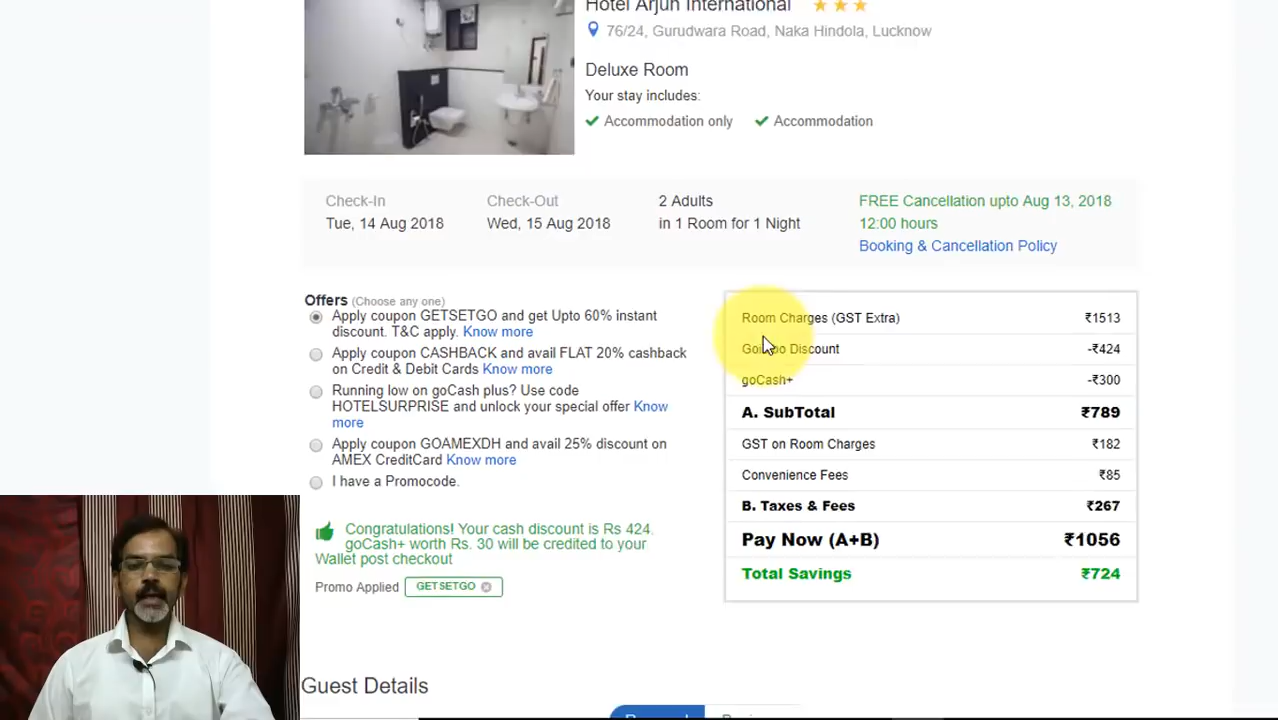 Hotel Arjun International
76/24, Gurudwara Road, Naka Hindola, Lucknow
Deluxe Room
Your stay includes:
Accommodation only Accommodation
Check-In Check-Out 2 Adults FREE Cancellation upto Aug 13, 2018
Tue, 14 Aug 2018 Wed, 15 Aug 2018 in 1 Room for 1 Night 12:00 hours
Booking & Cancellation Policy
Offers (Choose any one)
Apply coupon GETSETGO and get Upto 60% instant
discount. T&C apply. Know more
Apply coupon CASHBACK and avail FLAT 20% cashback
on Credit & Debit Cards Know more
Running low on goCash plus? Use code
HOTELSURPRISE and unlock your special offer Know
more
Apply coupon GOAMEXDH and avail 25% discount on
AMEX CreditCard Know more
I have a Promocode.
Congratulations! Your cash discount is Rs 424.
goCash+ worth Rs. 30 will be credited to your
Wallet post checkout
Promo Applied GETSETGO
Room Charges (GST Extra) ₹1513
Discount -₹424
goCash+ -₹300
A. SubTotal ₹789
GST on Room Charges ₹182
Convenience Fees ₹85
B. Taxes & Fees ₹267
Pay Now (A+B) ₹1056
Total Savings ₹724
Guest Details